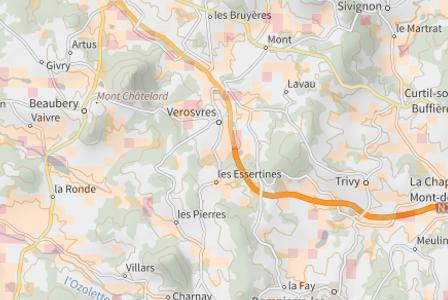 Sivignon
les Bruyères
le Martrat
Artus
Mont
Givry
Lavau
Mont Châtelard
Curtil-so
Beaubery
Buffière
Verosvres
Vaivre
les Essertines
Trivy
La Chap
la Ronde
Mont-de
les Pierres
Meulin
Villars
l'Ozolette
la Fay
Charnay